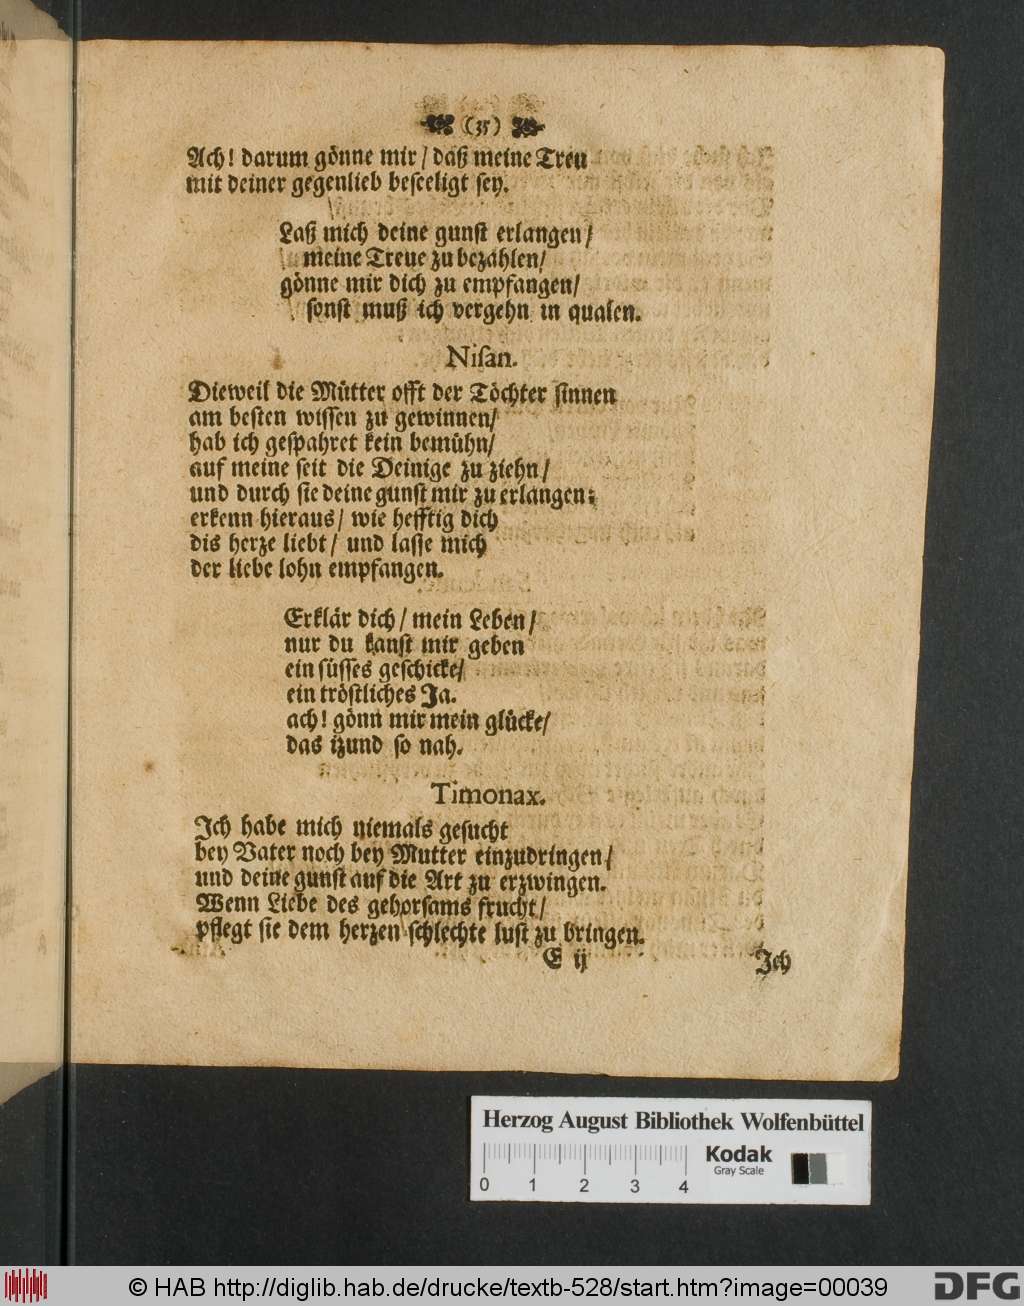 (35)
Ach! darum gönne mir / daß meine Treu
mit deiner gegenlieb beseeligt sey.
Laß mich deine gunst erlangen /
meine Treue zu bezahlen /
gönne mir dich zu empfangen /
sonst muß ich vergehn in qualen.
Nisan.
Dieweil die Mütter offt der Töchter sinnen
am besten wissen zu gewinnen /
hab ich gespahret kein bemühn /
auf meine seit die Deinige zu ziehn /
und durch sie deine gunst mir zu erlangen:
erkenn hieraus / wie hefftig dich
dis herze liebt / und lasse mich
der liebe lohn empfangen.
Erklär dich / mein Leben /
nur du kanst mir geben
ein süsses geschicke /
ein tröstliches Ja.
ach! gönn mir mein glücke /
das izund so nah.
Timonax.
Ich habe mich niemals gesucht
bey Vater noch bey Mutter einzudringen /
und deine gunst auf die Art zu erzwingen.
Wenn Liebe des gehorsams frucht /
pflegt sie dem herzen schlechte lust zu bringen.
E ij
Ich
Herzog August Bibliothek Wolfenbüttel
Kodak
Gray Scale
0 1 2 3 4
© HAB http://diglib.hab.de/drucke/textb-528/start.htm?image=00039
DFG